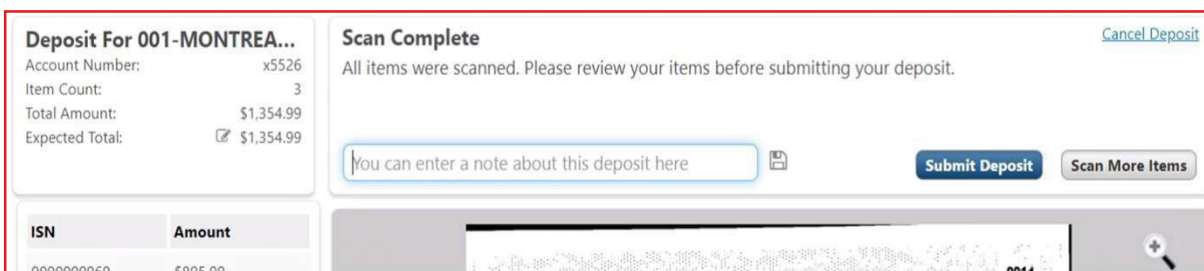 Deposit For 001-MONTREA...
Account Number: x5526
Item Count: 3
Total Amount: $1,354.99
Expected Total: $1,354.99
Scan Complete
Cancel Deposit
All items were scanned. Please review your items before submitting your deposit.
You can enter a note about this deposit here
Submit Deposit
Scan More Items
ISN Amount